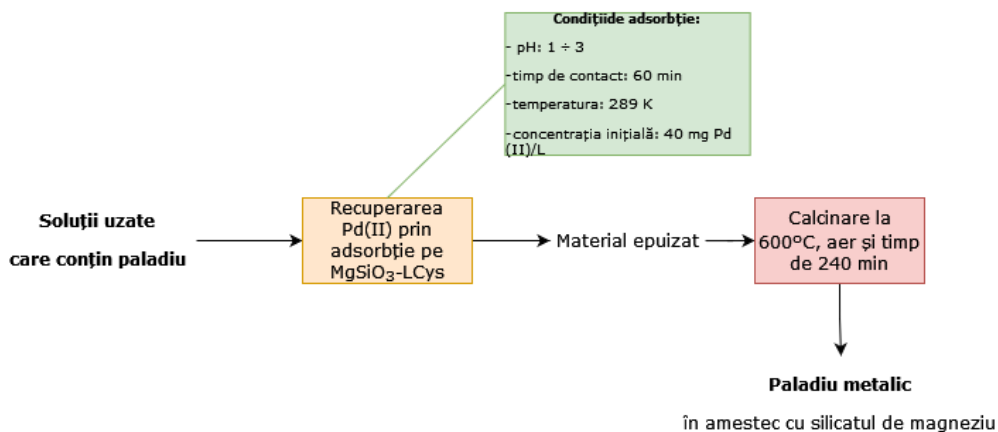 Condițiide adsorbție:
- pH: 1 ÷ 3
-timp de contact: 60 min
-temperatura: 289 K
-concentrația inițială: 40 mg Pd
(II)/L
Soluții uzate
care conțin paladiu
Recuperarea
Pd(II) prin
adsorbție pe
MgSiO₃-LCys
Material epuizat
Calcinare la
600ºC, aer și timp
de 240 min
Paladiu metalic
în amestec cu silicatul de magneziu